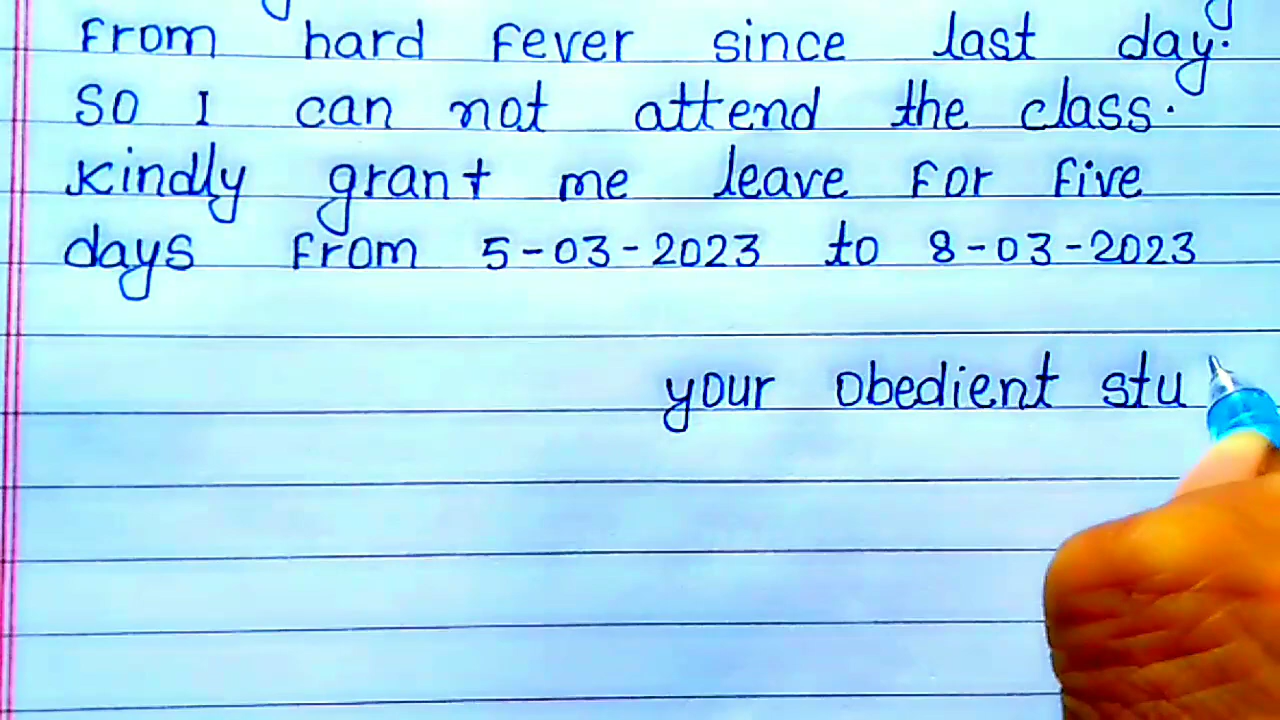 From hard Fever since last day.
SO I can not attend the class.
Kindly grant me leave For Five
days From 5-03-2023 to 8-03-2023
your obedient stu